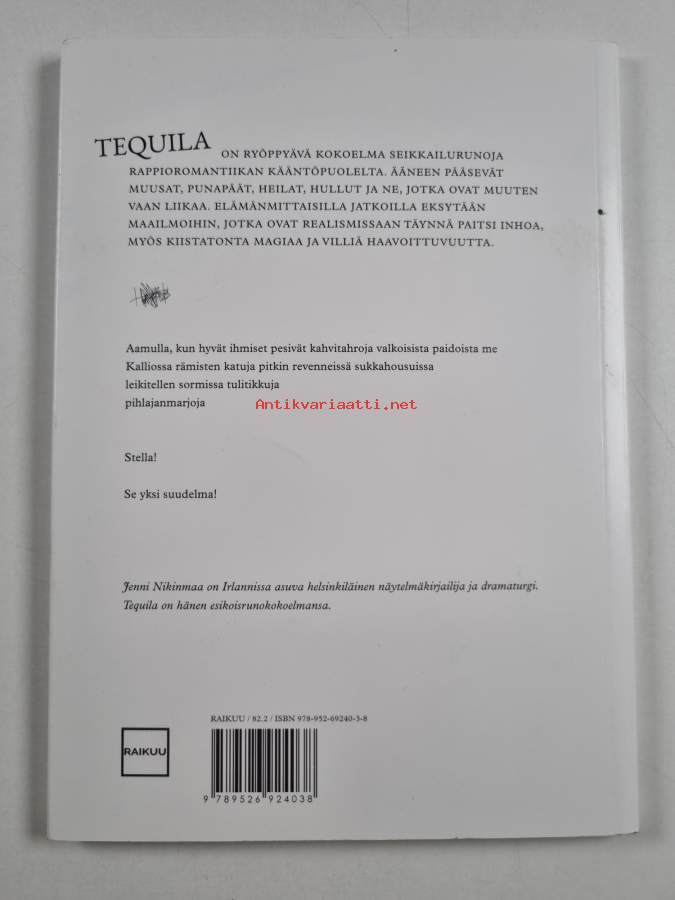 TEQUILA ON RYÖPPYÄVÄ KOKOELMA SEIKKAILURUNOJA
RAPPIOROMANTIIKAN KÄÄNTÖPUOLELTA. ÄÄNEEN PÄÄSEVÄT
MUUSAT, PUNAPÄÄT, HEILAT, HULLUT JA NE, JOTKA OVAT MUUTEN
VAAN LIIKAA. ELÄMÄNMITTAISILLA JATKOILLA EKSYTÄÄN
MAAILMOIHIN, JOTKA OVAT REALISMISSAAN TÄYNNÄ PAITSI INHOA,
MYÖS KIISTATONTA MAGIAA JA VILLIÄ HAAVOITTUVUUTTA.
Aamulla, kun hyvät ihmiset pesivät kahvitahroja valkoisista paidoista me
Kalliossa rämisten katuja pitkin revenneissä sukkahousuissa
leikitellen sormissa tulitikkuja
pihlajanmarjoja
Antikvariaatti.net
Stella!
Se yksi suudelma!
Jenni Nikinmaa on Irlannissa asuva helsinkiläinen näytelmäkirjailija ja dramaturgi.
Tequila on hänen esikoisrunokokoelmansa.
RAIKUU / 82.2 / ISBN 978-952-69240-3-8
RAIKUU
9 789526 924038